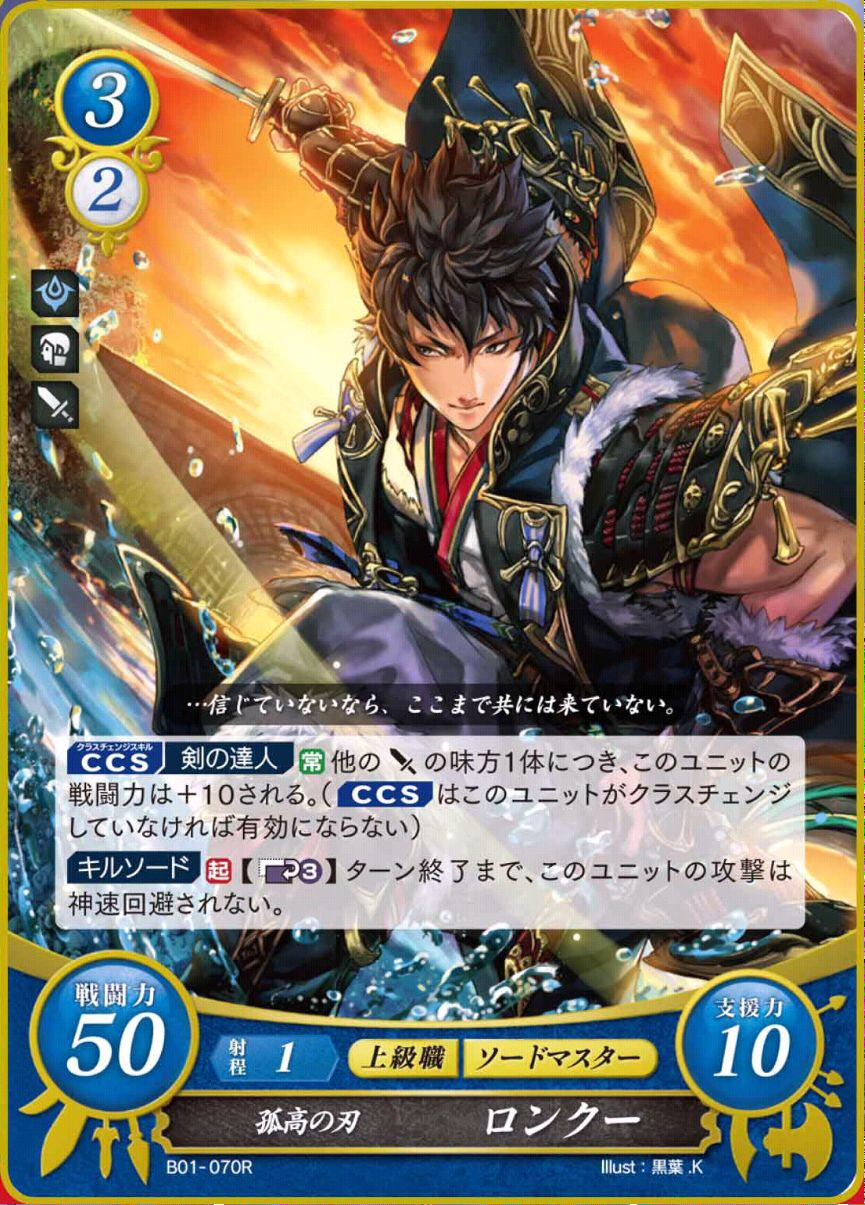 3
2
…信じていないなら、ここまで共には来ていない。
クラスチェンジスキル
CCS 剣の達人 常 他の の味方1体につき、このユニットの
戦闘力は+10される。(CCSはこのユニットがクラスチェンジ
していなければ有効にならない)
キルソード 起【3】ターン終了まで、このユニットの攻撃は
神速回避されない。
戦闘力
50
射程 1
上級職 ソードマスター
支援力
10
孤高の刃 ロンクー
B01-070R Illust:黒葉.K